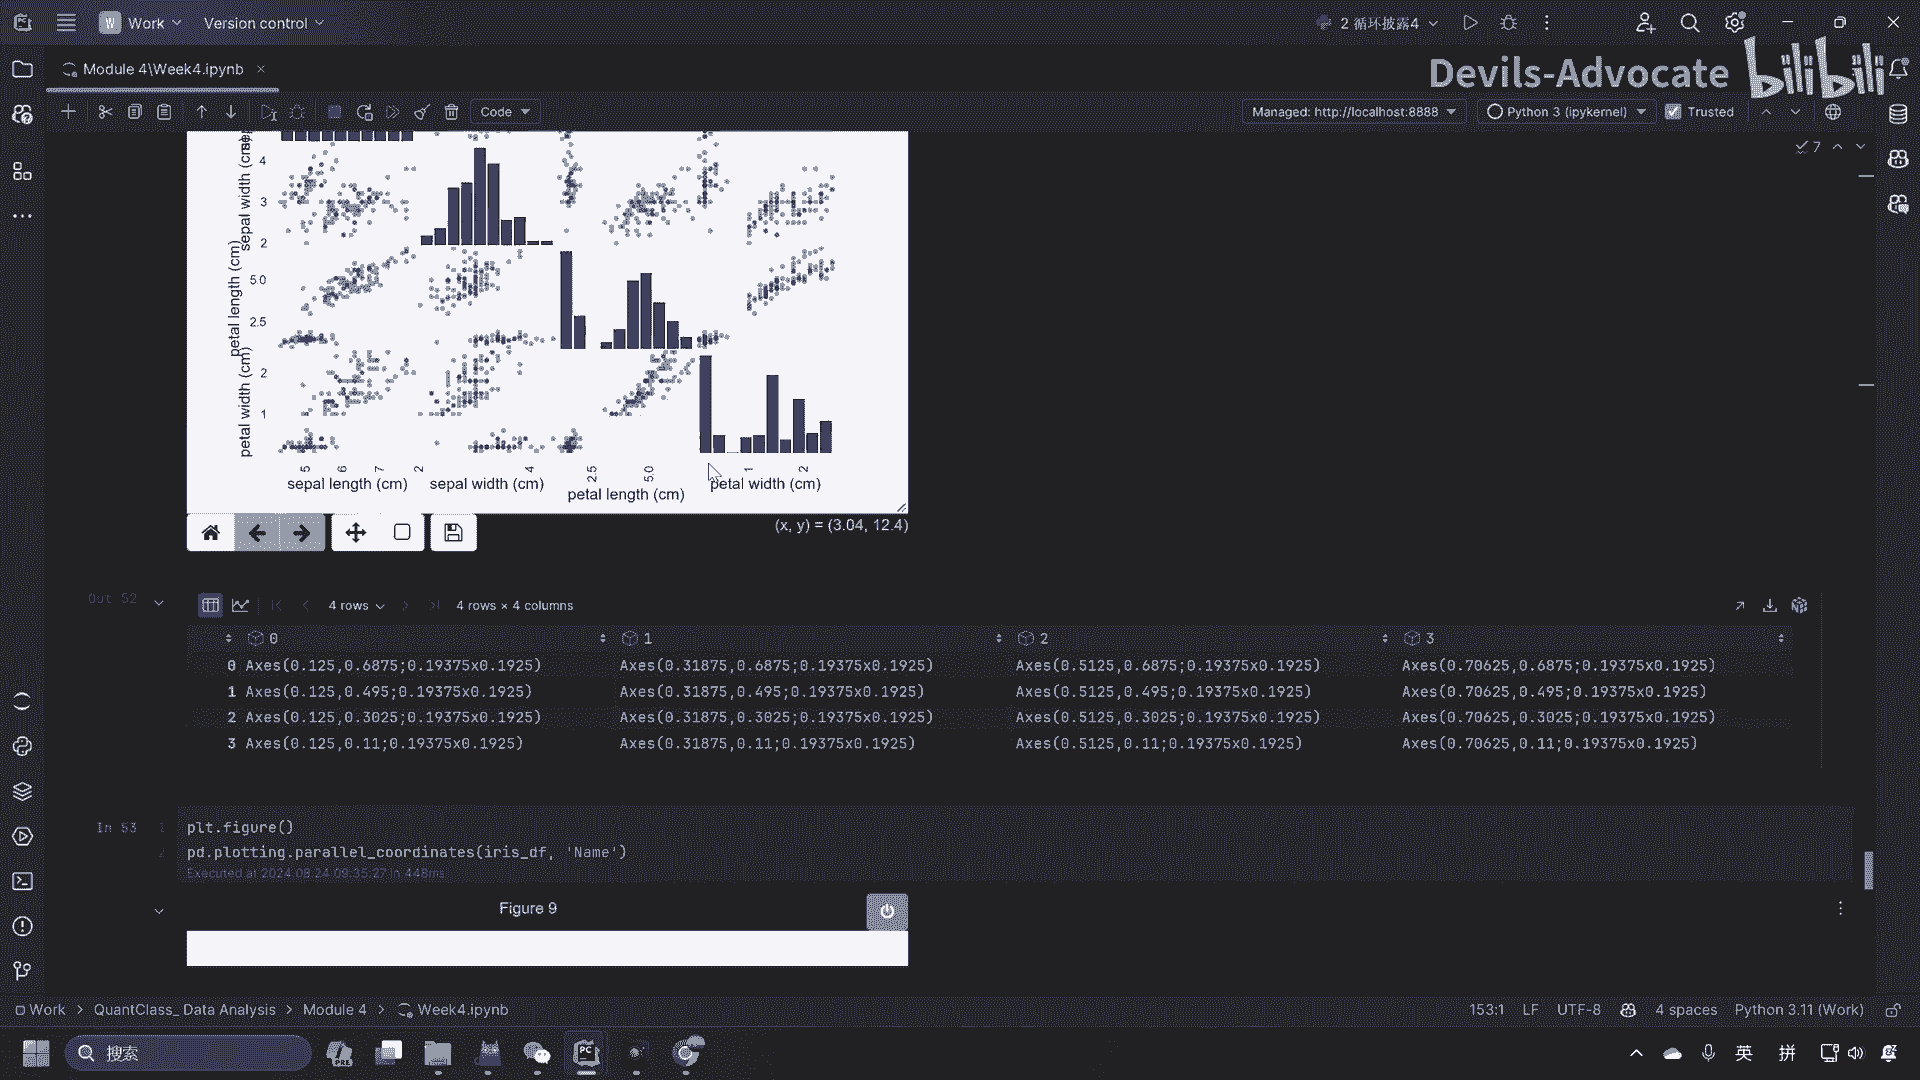 Work
Version control
2 循环披露4
Module 4\Week4.ipynb
Devils-Advocate
bilibili
Code
Managed: http://localhost:8888
Python 3 (ipykernel)
Trusted
7
sepal width (cm)
4
3
2
petal length (cm)
5.0
2.5
petal width (cm)
2
1
5
6
7
2
4
2.5
5.0
1
2
sepal length (cm)
sepal width (cm)
petal length (cm)
petal width (cm)
(x, y) = (3.04, 12.4)
Out 52
4 rows
4 rows × 4 columns
0 1 2 3
0 Axes(0.125,0.6875;0.19375x0.1925) Axes(0.31875,0.6875;0.19375x0.1925) Axes(0.5125,0.6875;0.19375x0.1925) Axes(0.70625,0.6875;0.19375x0.1925)
1 Axes(0.125,0.495;0.19375x0.1925) Axes(0.31875,0.495;0.19375x0.1925) Axes(0.5125,0.495;0.19375x0.1925) Axes(0.70625,0.495;0.19375x0.1925)
2 Axes(0.125,0.3025;0.19375x0.1925) Axes(0.31875,0.3025;0.19375x0.1925) Axes(0.5125,0.3025;0.19375x0.1925) Axes(0.70625,0.3025;0.19375x0.1925)
3 Axes(0.125,0.11;0.19375x0.1925) Axes(0.31875,0.11;0.19375x0.1925) Axes(0.5125,0.11;0.19375x0.1925) Axes(0.70625,0.11;0.19375x0.1925)
In 53
1 plt.figure()
2 pd.plotting.parallel_coordinates(iris_df, 'Name')
Executed at 2024.08.24 09:35:27 in 448ms
Figure 9
Work > QuantClass_ Data Analysis > Module 4 > Week4.ipynb
153:1
LF
UTF-8
4 spaces
Python 3.11 (Work)
搜索
英
拼